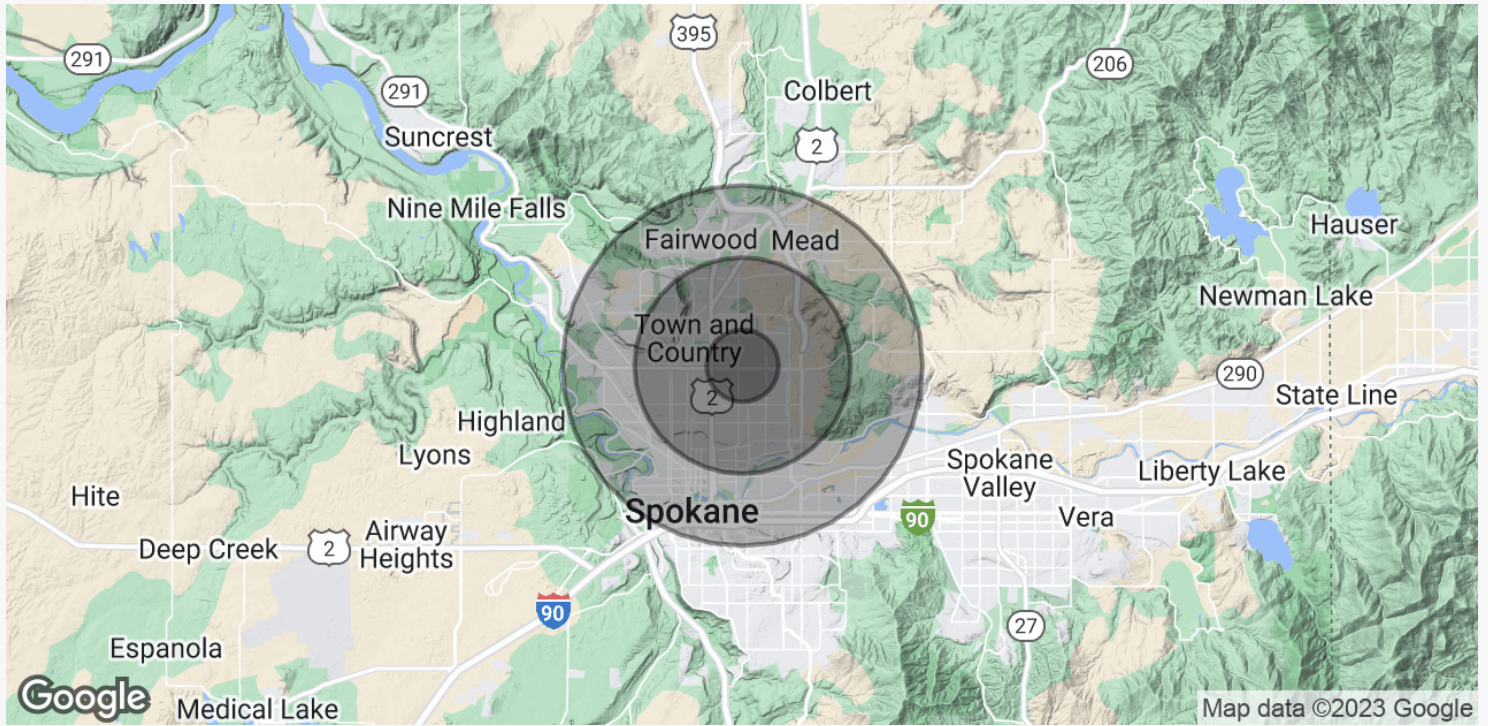 395
291
206
Colbert
291
Suncrest
2
Nine Mile Falls
Fairwood
Mead
Hauser
Newman Lake
Town and
Country
290
2
State Line
Highland
Lyons
Spokane
Valley
Liberty Lake
Hite
Spokane
90
Vera
Airway
Heights
2
Deep Creek
90
27
Espanola
Google
Medical Lake
Map data ©2023 Google